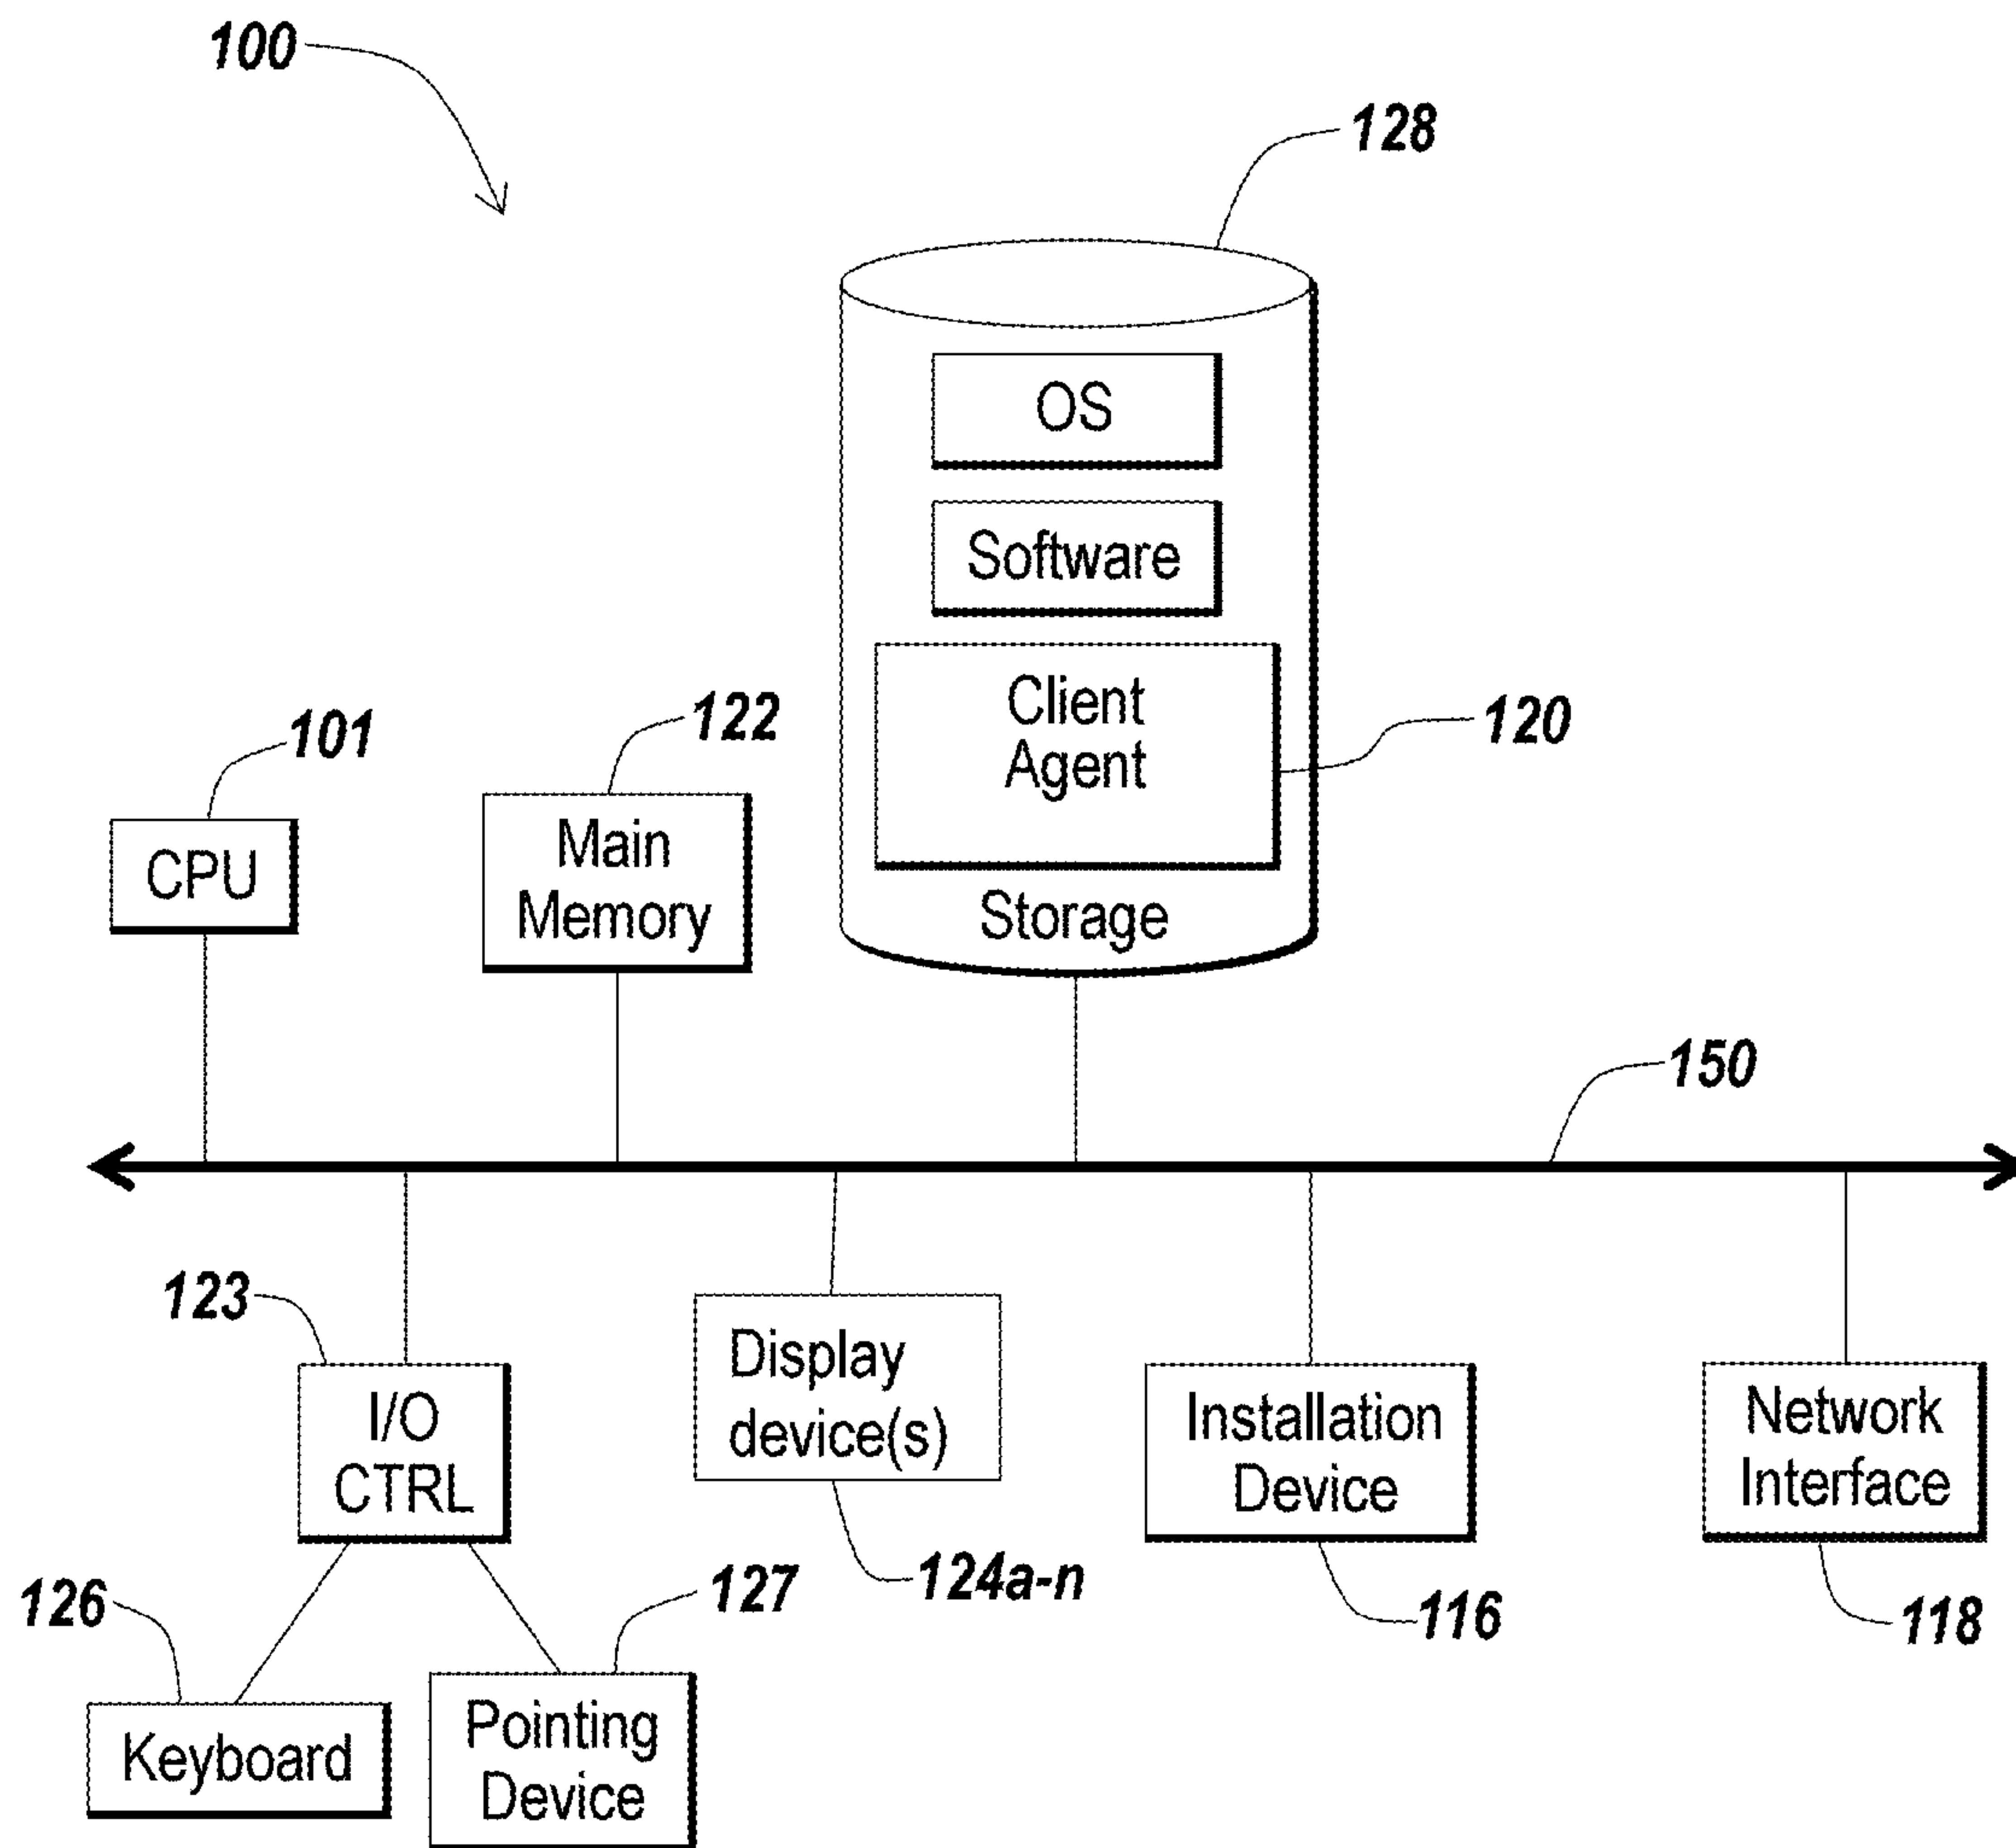 100
128
OS
Software
Client
Agent
120
Storage
101
CPU
122
Main
Memory
150
123
I/O
CTRL
Display
device(s)
124a-n
Installation
Device
116
Network
Interface
118
126
Keyboard
127
Pointing
Device